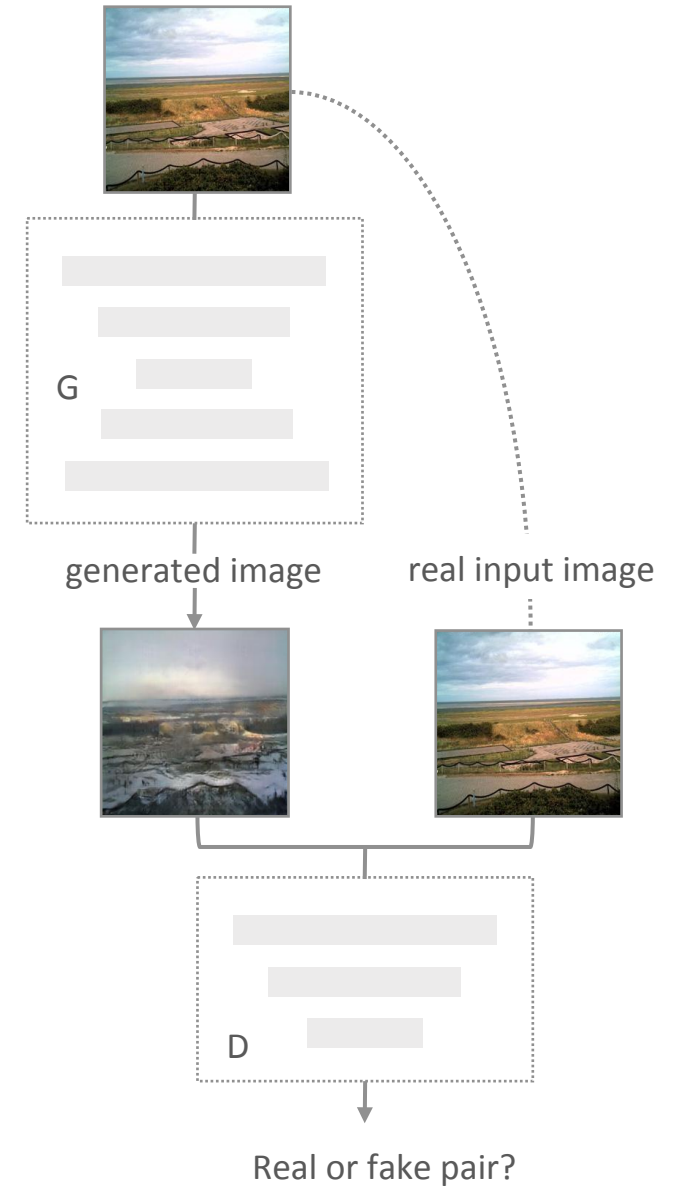 G
generated image
real input image
D
Real or fake pair?